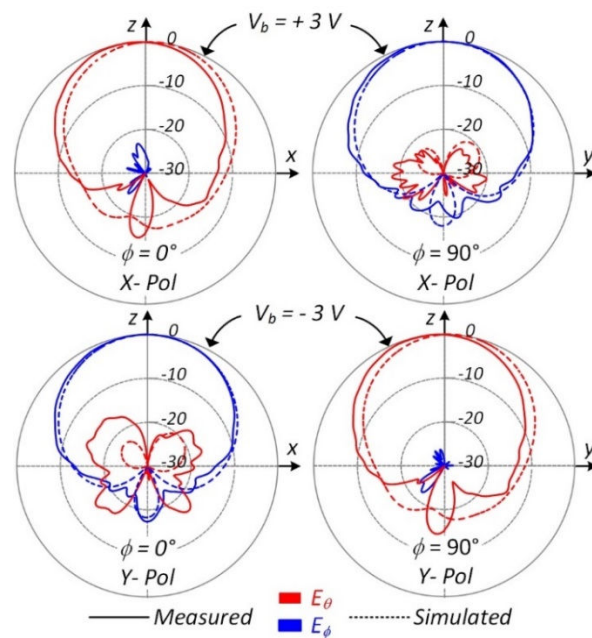 z V_b = + 3 V z
0 0
-10 -10
-20 -20
-30 x -30 y
ϕ = 0° ϕ = 90°
X- Pol X- Pol
z V_b = - 3 V z
0 0
-10 -10
-20 -20
-30 x -30 y
ϕ = 0° ϕ = 90°
Y- Pol Y- Pol
E_θ
Measured E_ϕ Simulated